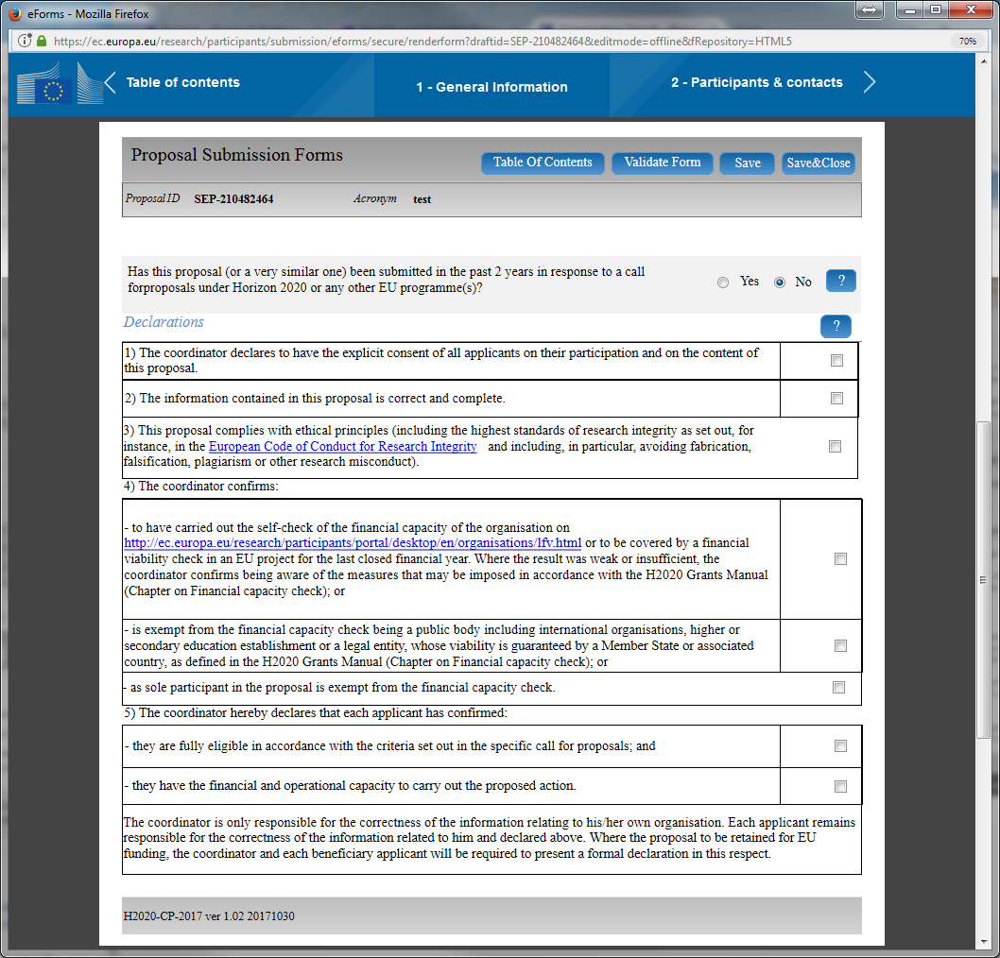 eForms - Mozilla Firefox
https://ec.europa.eu/research/participants/submission/eforms/secure/renderform?draftid=SEP-210482464&editmode=offline&fRepository=HTML5
70%
Table of contents
1 - General Information
2 - Participants & contacts
Proposal Submission Forms
Table Of Contents
Validate Form
Save
Save&Close
Proposal ID SEP-210482464 Acronym test
Has this proposal (or a very similar one) been submitted in the past 2 years in response to a call
forproposals under Horizon 2020 or any other EU programme(s)?
Yes
No
?
Declarations
?
1) The coordinator declares to have the explicit consent of all applicants on their participation and on the content of
this proposal.
2) The information contained in this proposal is correct and complete.
3) This proposal complies with ethical principles (including the highest standards of research integrity as set out, for
instance, in the European Code of Conduct for Research Integrity and including, in particular, avoiding fabrication,
falsification, plagiarism or other research misconduct).
4) The coordinator confirms:
- to have carried out the self-check of the financial capacity of the organisation on
http://ec.europa.eu/research/participants/portal/desktop/en/organisations/lfv.html or to be covered by a financial
viability check in an EU project for the last closed financial year. Where the result was weak or insufficient, the
coordinator confirms being aware of the measures that may be imposed in accordance with the H2020 Grants Manual
(Chapter on Financial capacity check); or
- is exempt from the financial capacity check being a public body including international organisations, higher or
secondary education establishment or a legal entity, whose viability is guaranteed by a Member State or associated
country, as defined in the H2020 Grants Manual (Chapter on Financial capacity check); or
- as sole participant in the proposal is exempt from the financial capacity check.
5) The coordinator hereby declares that each applicant has confirmed:
- they are fully eligible in accordance with the criteria set out in the specific call for proposals; and
- they have the financial and operational capacity to carry out the proposed action.
The coordinator is only responsible for the correctness of the information relating to his/her own organisation. Each applicant remains
responsible for the correctness of the information related to him and declared above. Where the proposal to be retained for EU
funding, the coordinator and each beneficiary applicant will be required to present a formal declaration in this respect.
H2020-CP-2017 ver 1.02 20171030